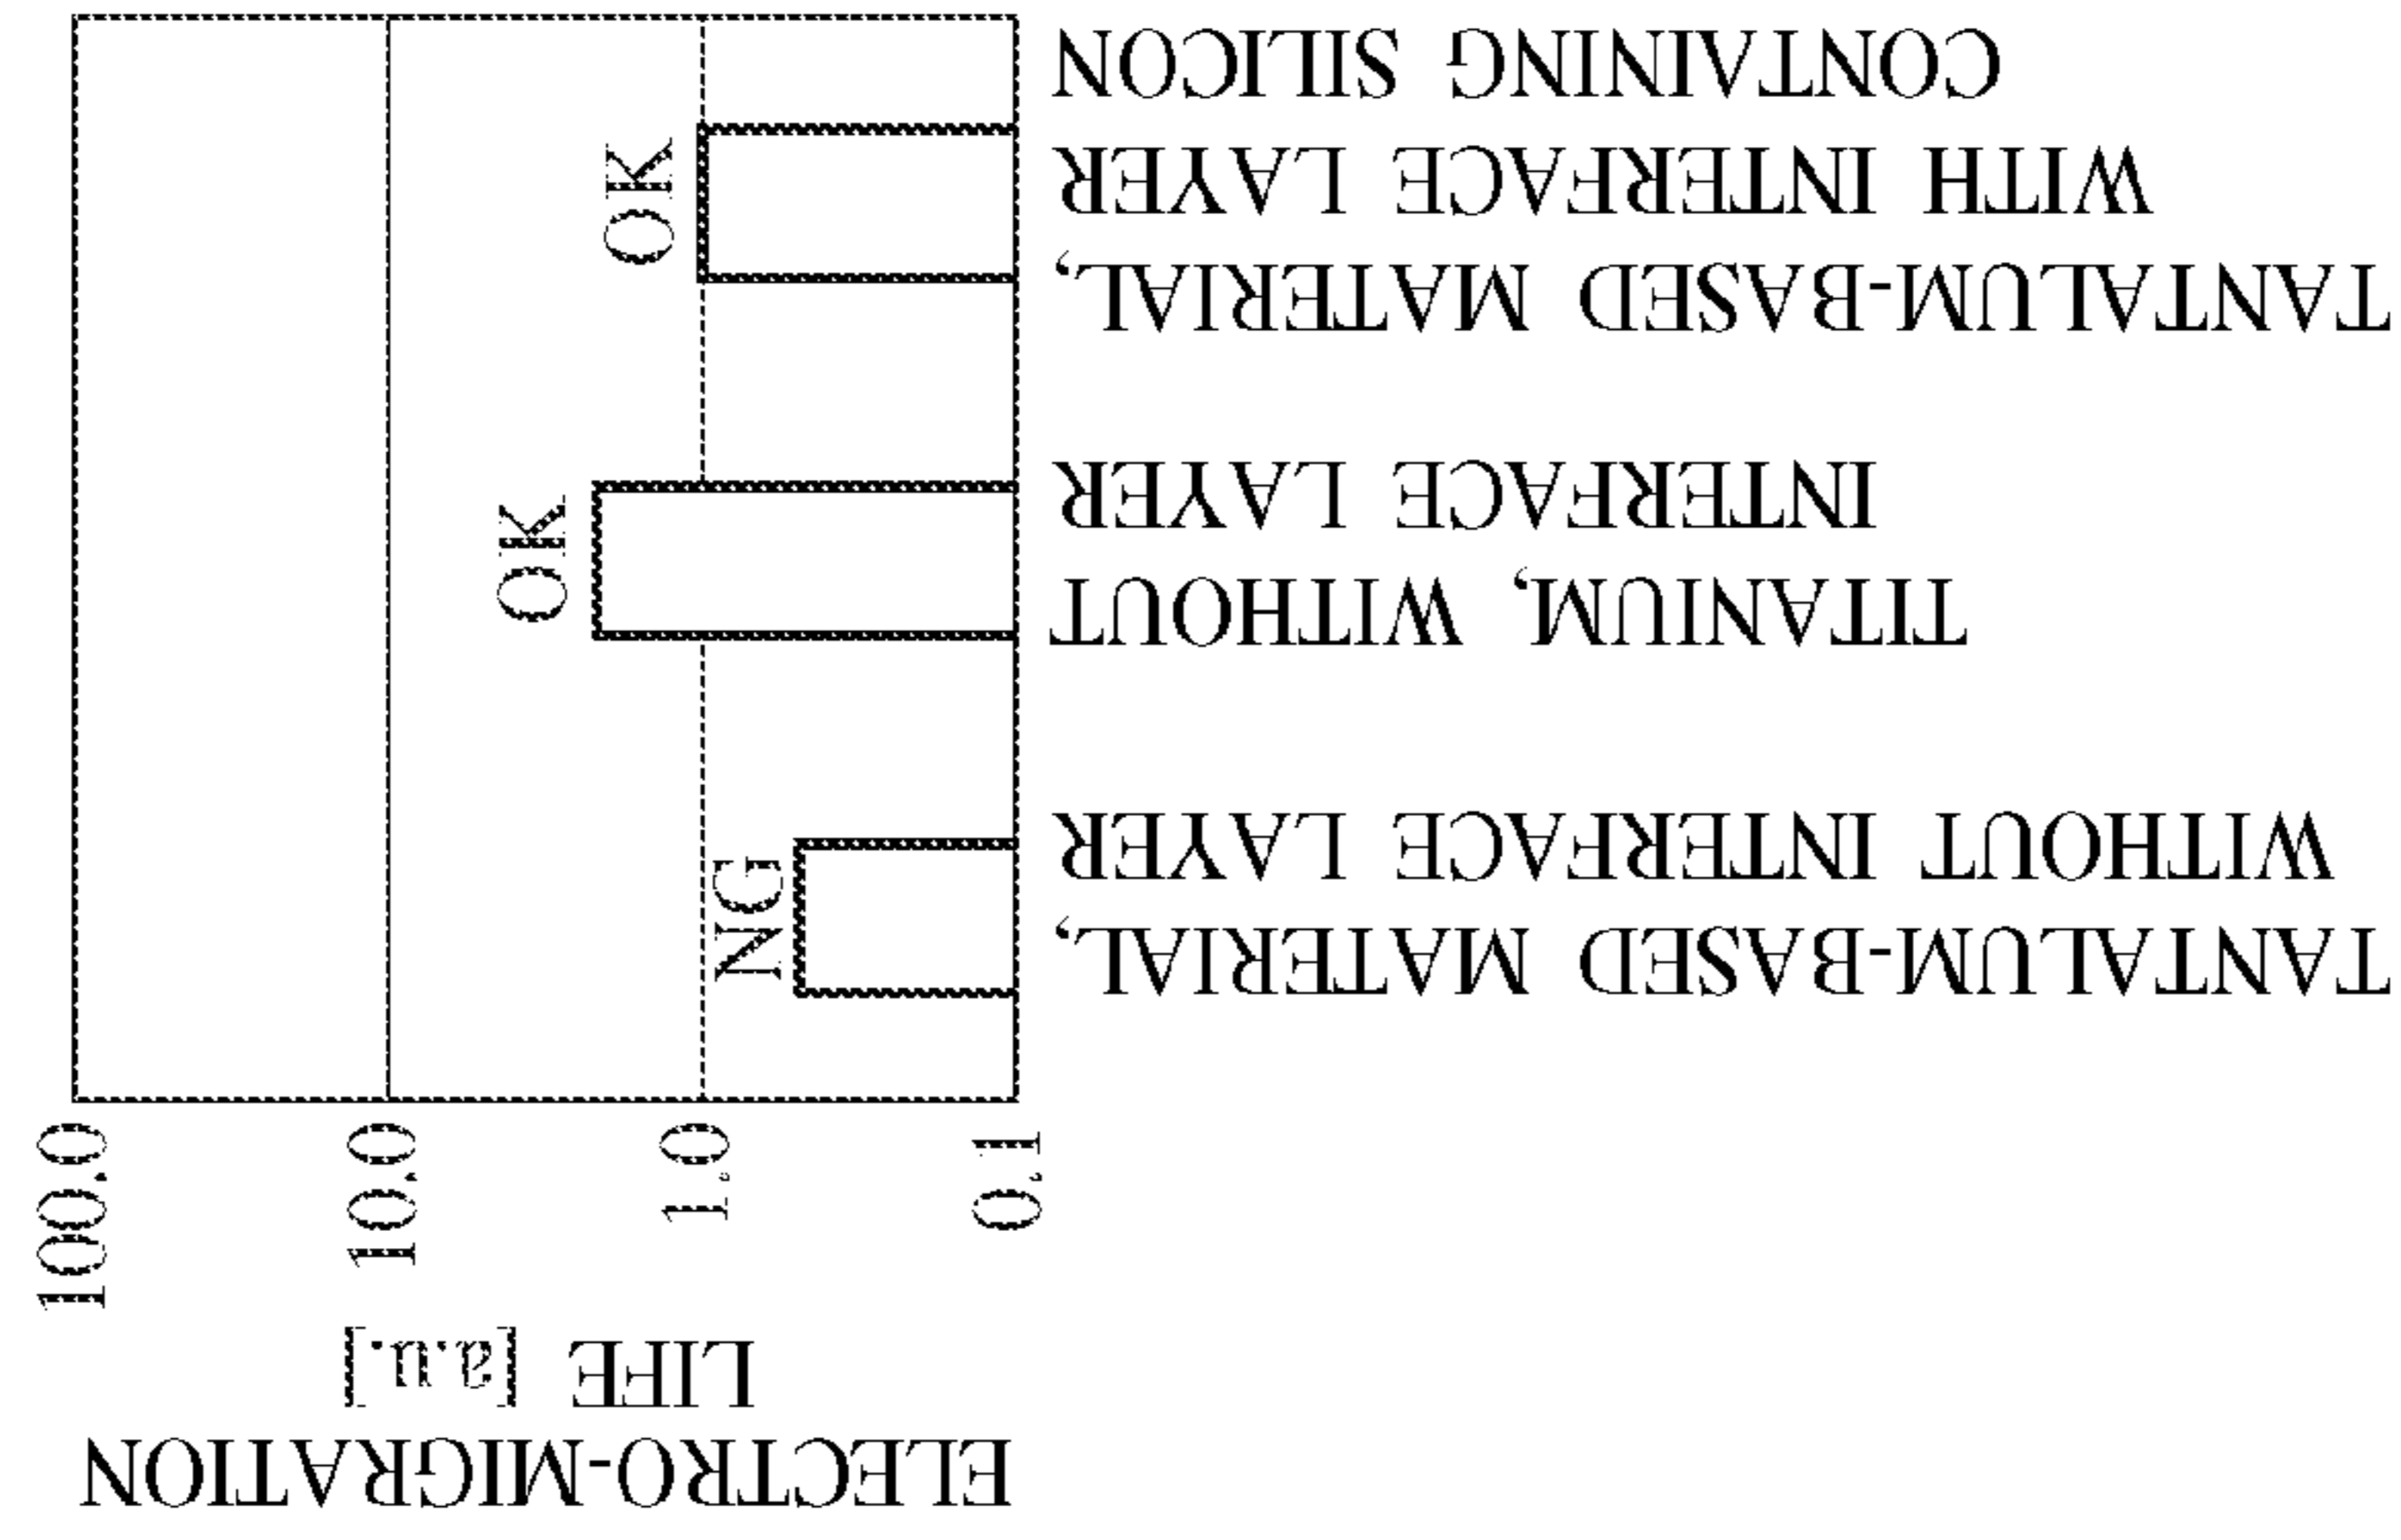 ELECTRO-MIGRATION
LIFE [a.u.]
100.0
10.0
1.0
0.1
NG
OK
OK
TANTALUM-BASED MATERIAL,
WITHOUT INTERFACE LAYER
TITANIUM, WITHOUT
INTERFACE LAYER
TANTALUM-BASED MATERIAL,
WITH INTERFACE LAYER
CONTAINING SILICON